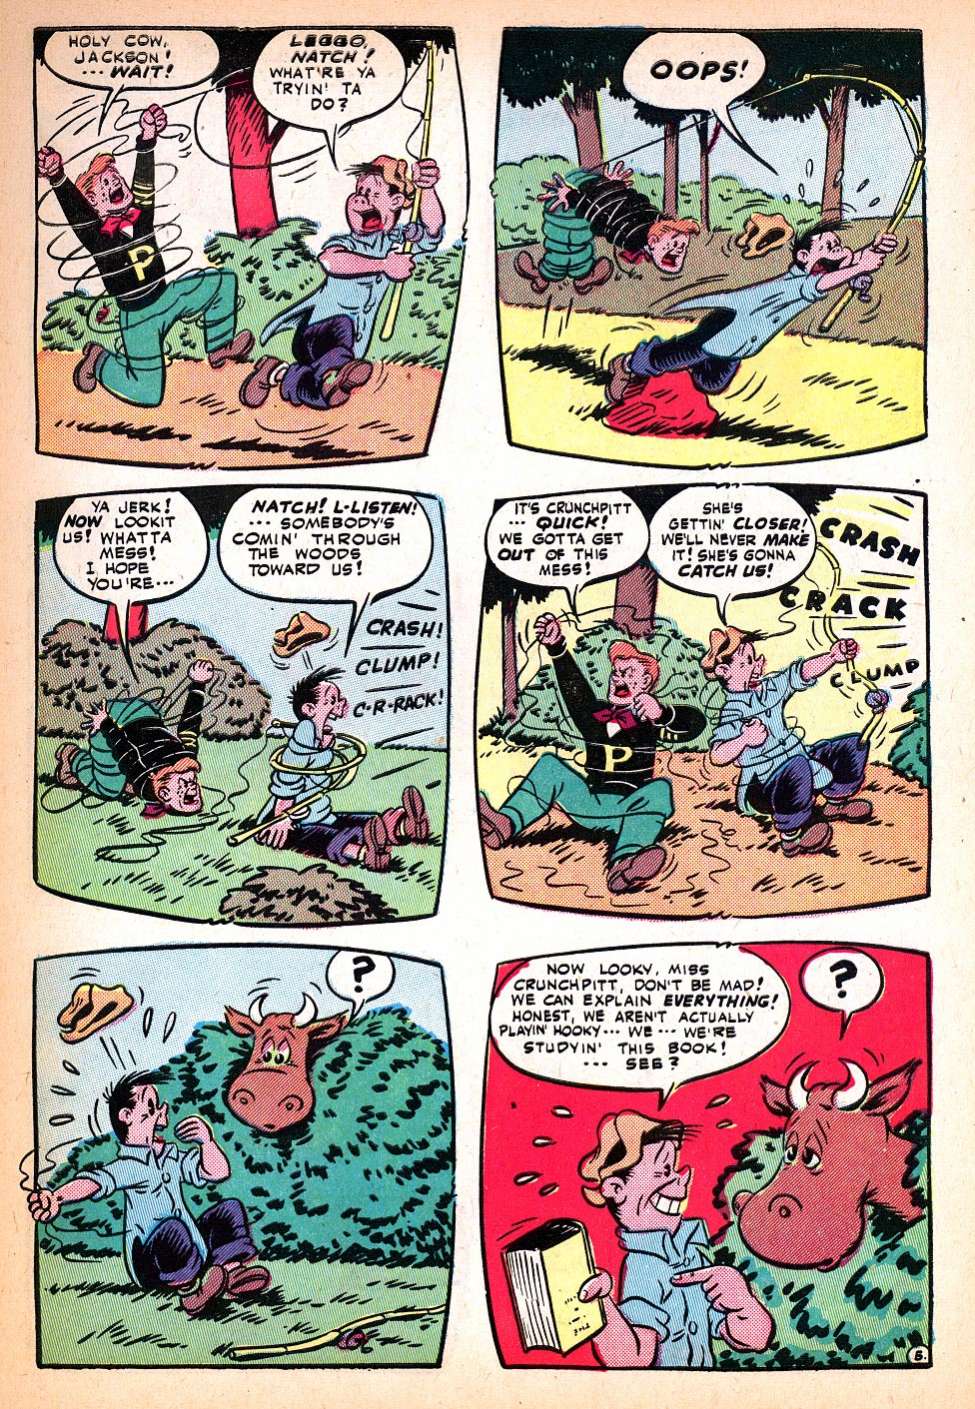 HOLY COW,
JACKSON!
... WAIT!
LEGGO,
NATCH!
WHAT'RE YA
TRYIN' TA
DO?
P
OOPS!
YA JERK!
NOW LOOKIT
US! WHATTA
MESS!
I HOPE
YOU'RE...
NATCH! L-LISTEN!
... SOMEBODY'S
COMIN' THROUGH
THE WOODS
TOWARD US!
CRASH!
CLUMP!
C-R-RACK!
IT'S CRUNCHPITT
... QUICK!
WE GOTTA GET
OUT OF THIS
MESS!
SHE'S
GETTIN' CLOSER!
WE'LL NEVER MAKE
IT! SHE'S GONNA
CATCH US!
CRASH
CRACK
CLUMP
P
?
NOW LOOKY, MISS
CRUNCHPITT, DON'T BE MAD!
WE CAN EXPLAIN EVERYTHING!
HONEST, WE AREN'T ACTUALLY
PLAYIN' HOOKY... WE... WE'RE
STUDYIN' THIS BOOK!
... SEE?
?
5.